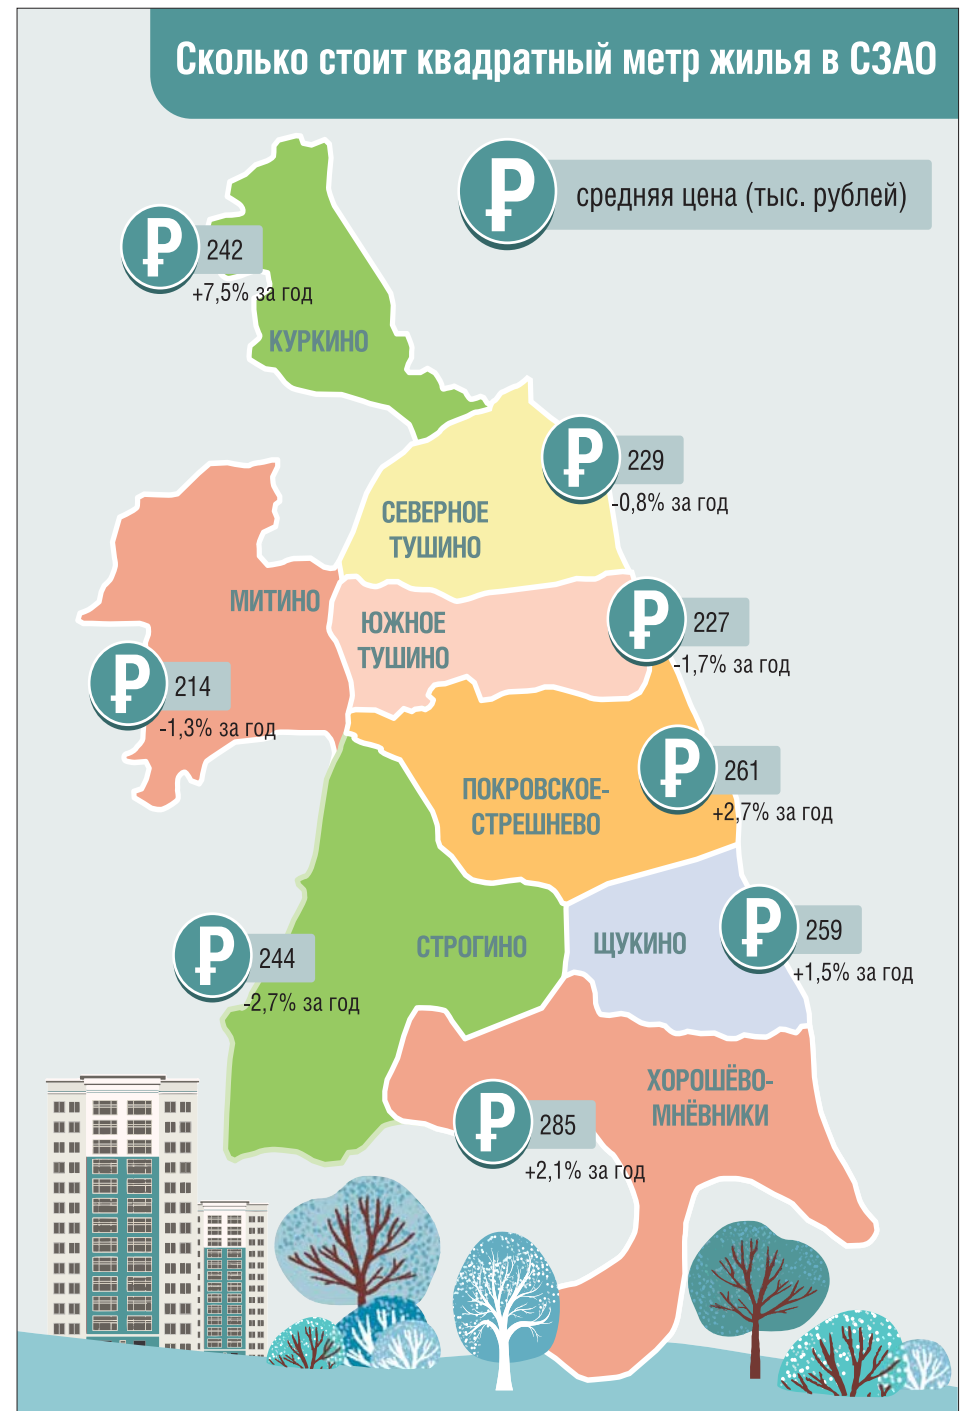 Сколько стоит квадратный метр жилья в СЗАО
₽ средняя цена (тыс. рублей)
₽ 242
+7,5% за год
КУРКИНО
₽ 229
-0,8% за год
СЕВЕРНОЕ
ТУШИНО
МИТИНО
₽ 214
-1,3% за год
ЮЖНОЕ
ТУШИНО
₽ 227
-1,7% за год
₽ 261
+2,7% за год
ПОКРОВСКОЕ-
СТРЕШНЕВО
СТРОГИНО
₽ 244
-2,7% за год
ЩУКИНО
₽ 259
+1,5% за год
ХОРОШЁВО-
МНЁВНИКИ
₽ 285
+2,1% за год